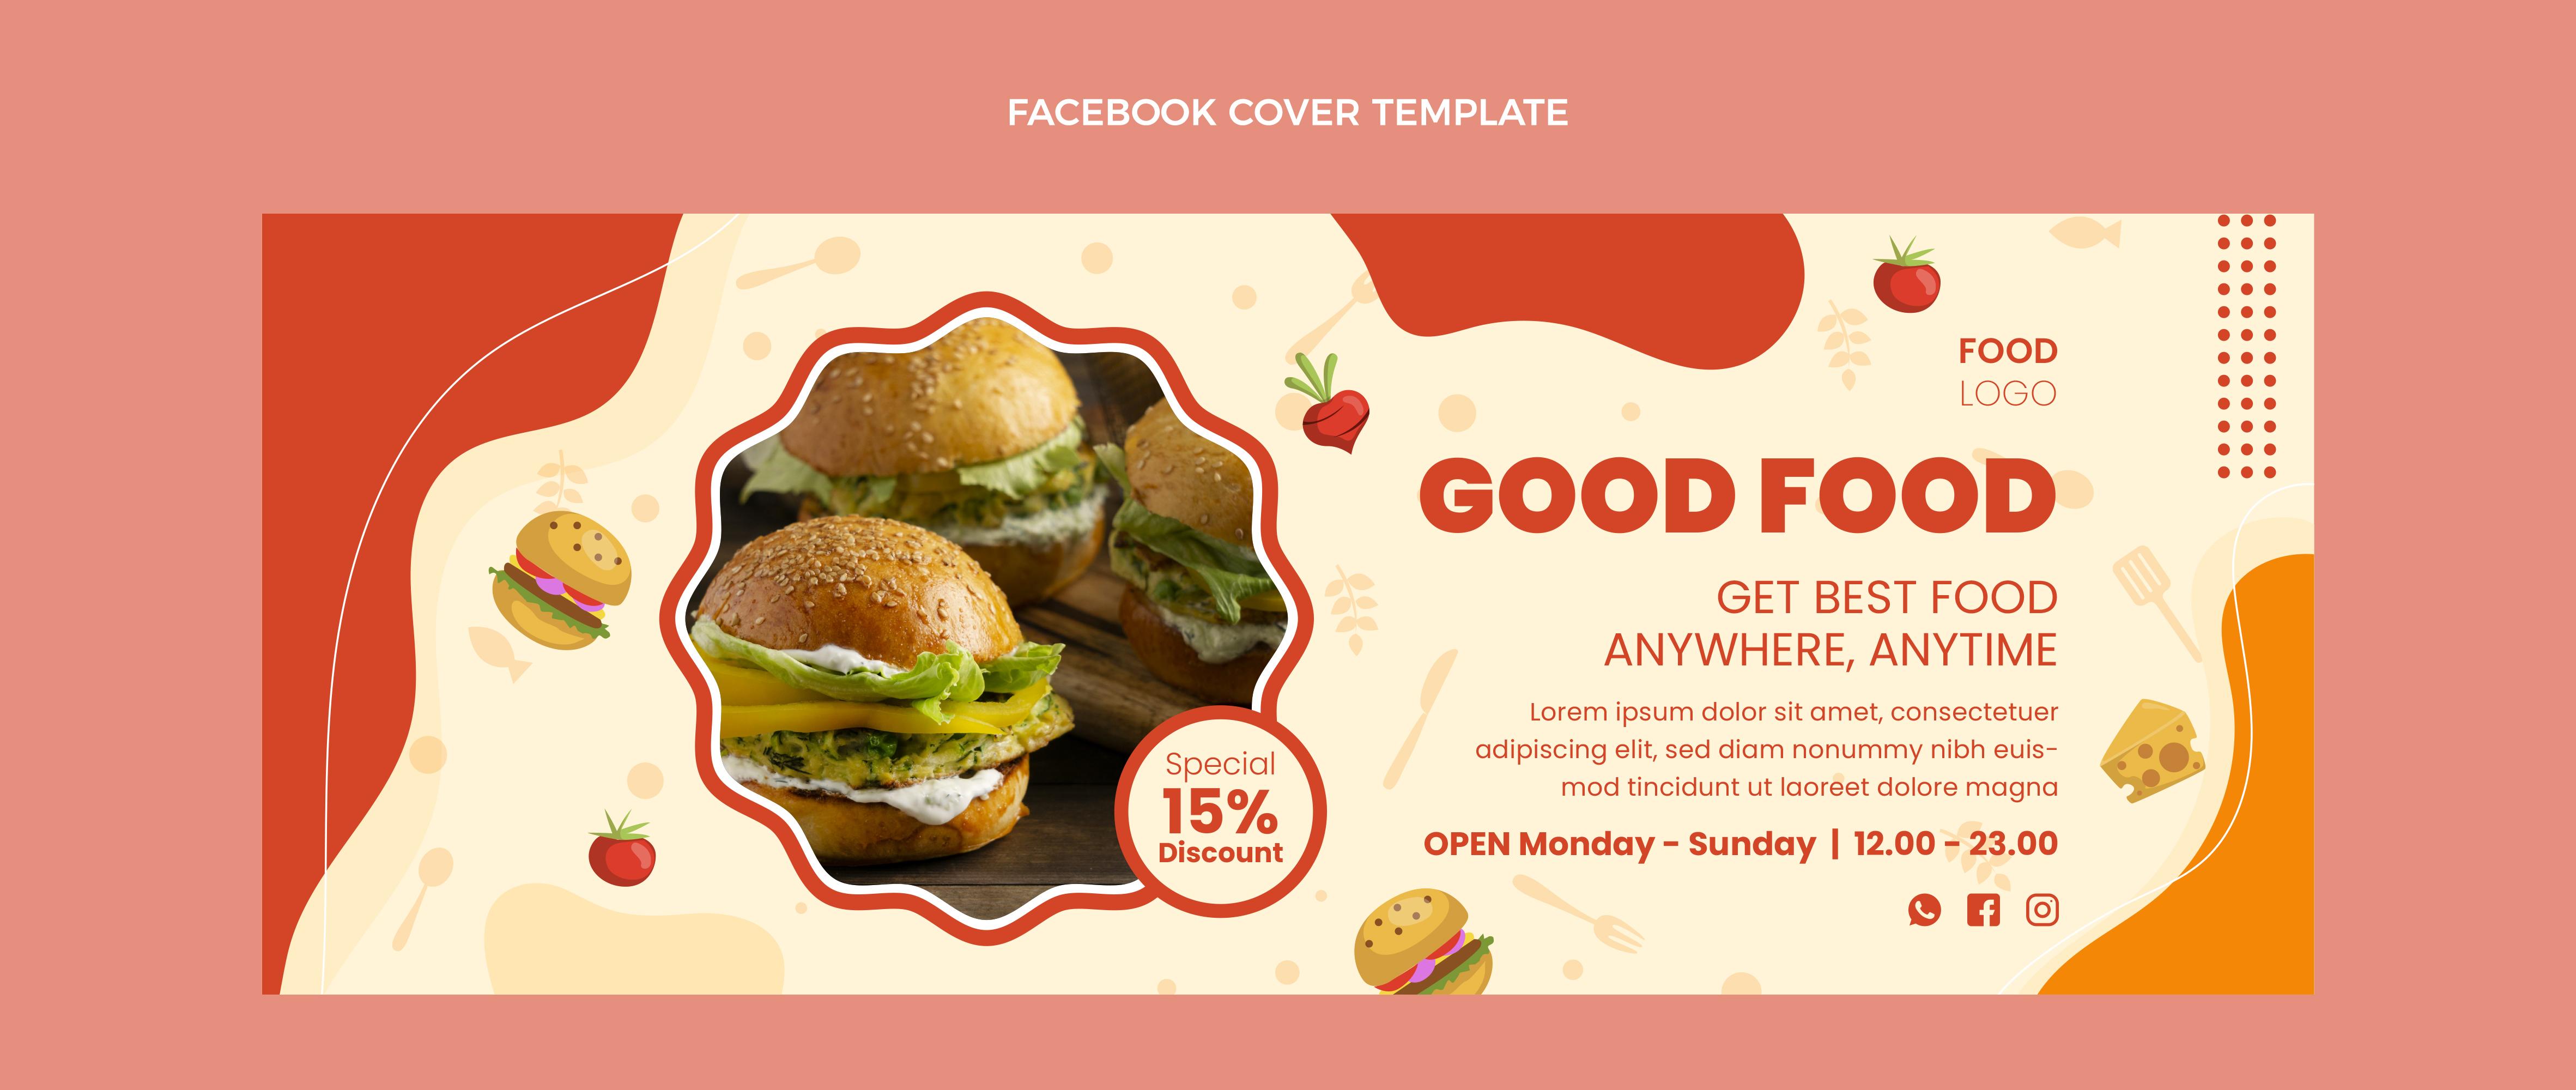 FACEBOOK COVER TEMPLATE
FOOD
LOGO
GOOD FOOD
GET BEST FOOD
ANYWHERE, ANYTIME
Lorem ipsum dolor sit amet, consectetuer
adipiscing elit, sed diam nonummy nibh euis-
mod tincidunt ut laoreet dolore magna
OPEN Monday - Sunday | 12.00 - 23.00
Special
15%
Discount